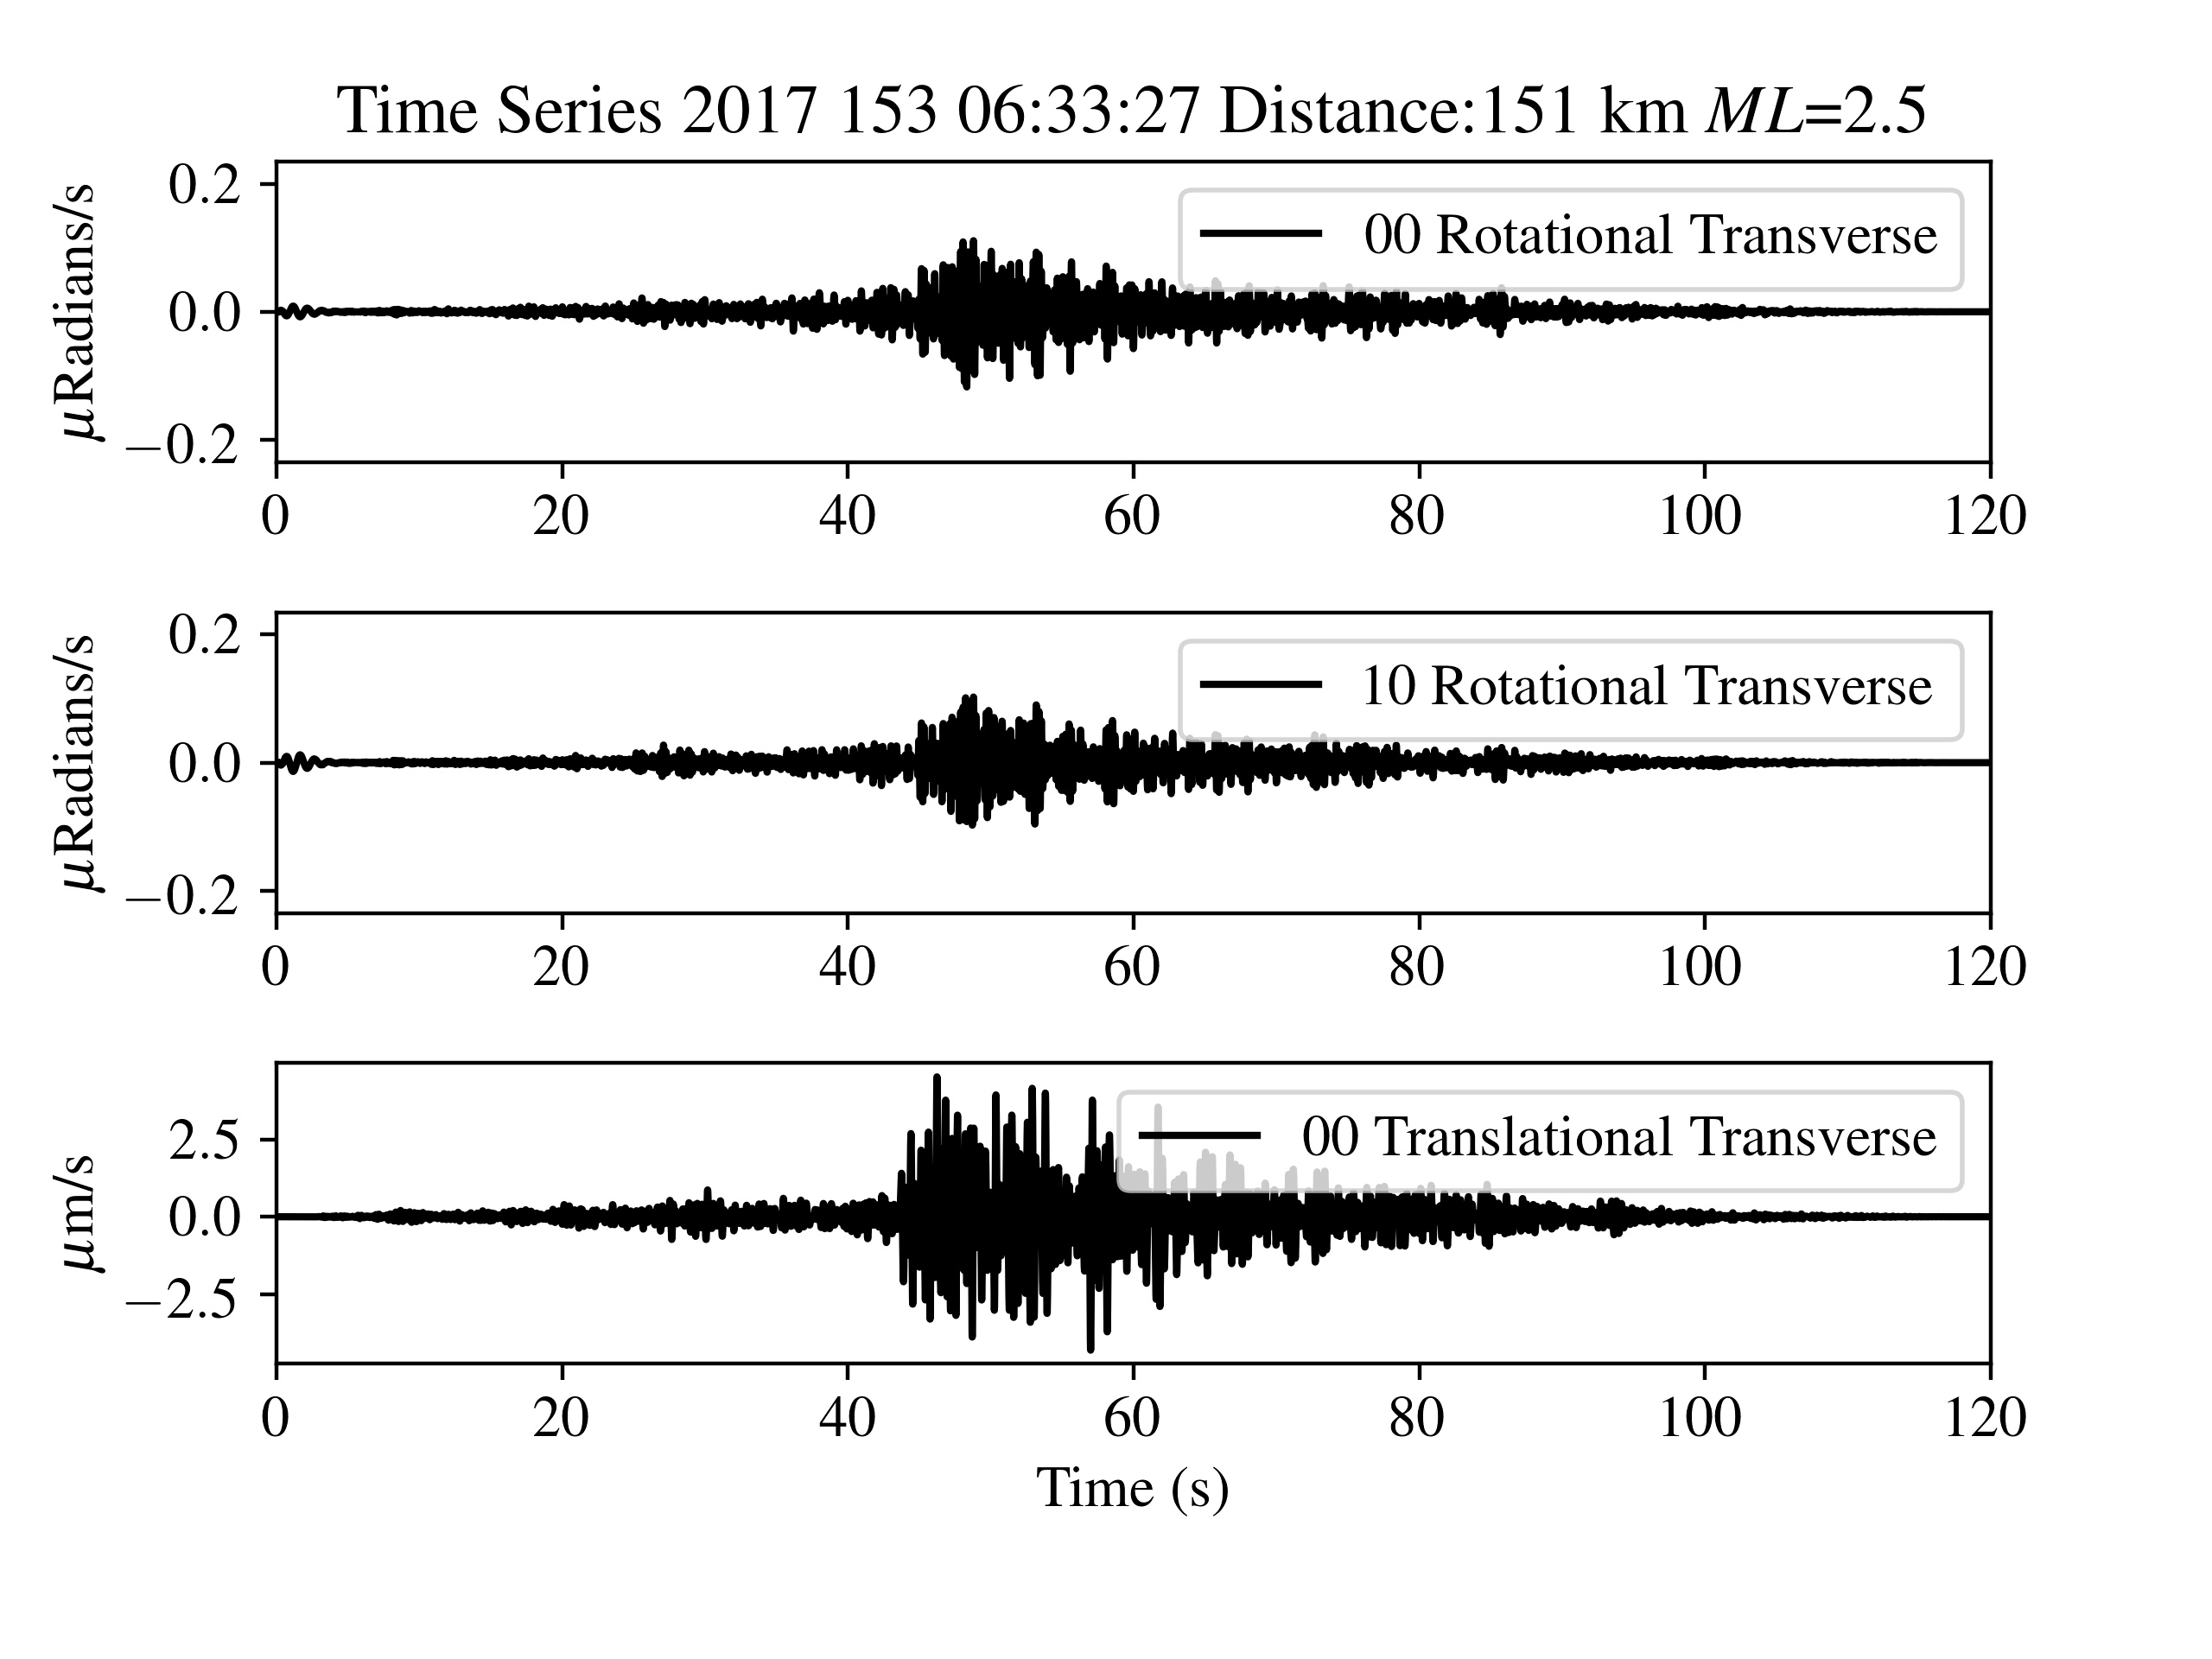 Time Series 2017 153 06:33:27 Distance:151 km ML=2.5
μRadians/s
0.2
0.0
−0.2
00 Rotational Transverse
0 20 40 60 80 100 120
μRadians/s
0.2
0.0
−0.2
10 Rotational Transverse
0 20 40 60 80 100 120
μm/s
2.5
0.0
−2.5
00 Translational Transverse
0 20 40 60 80 100 120
Time (s)